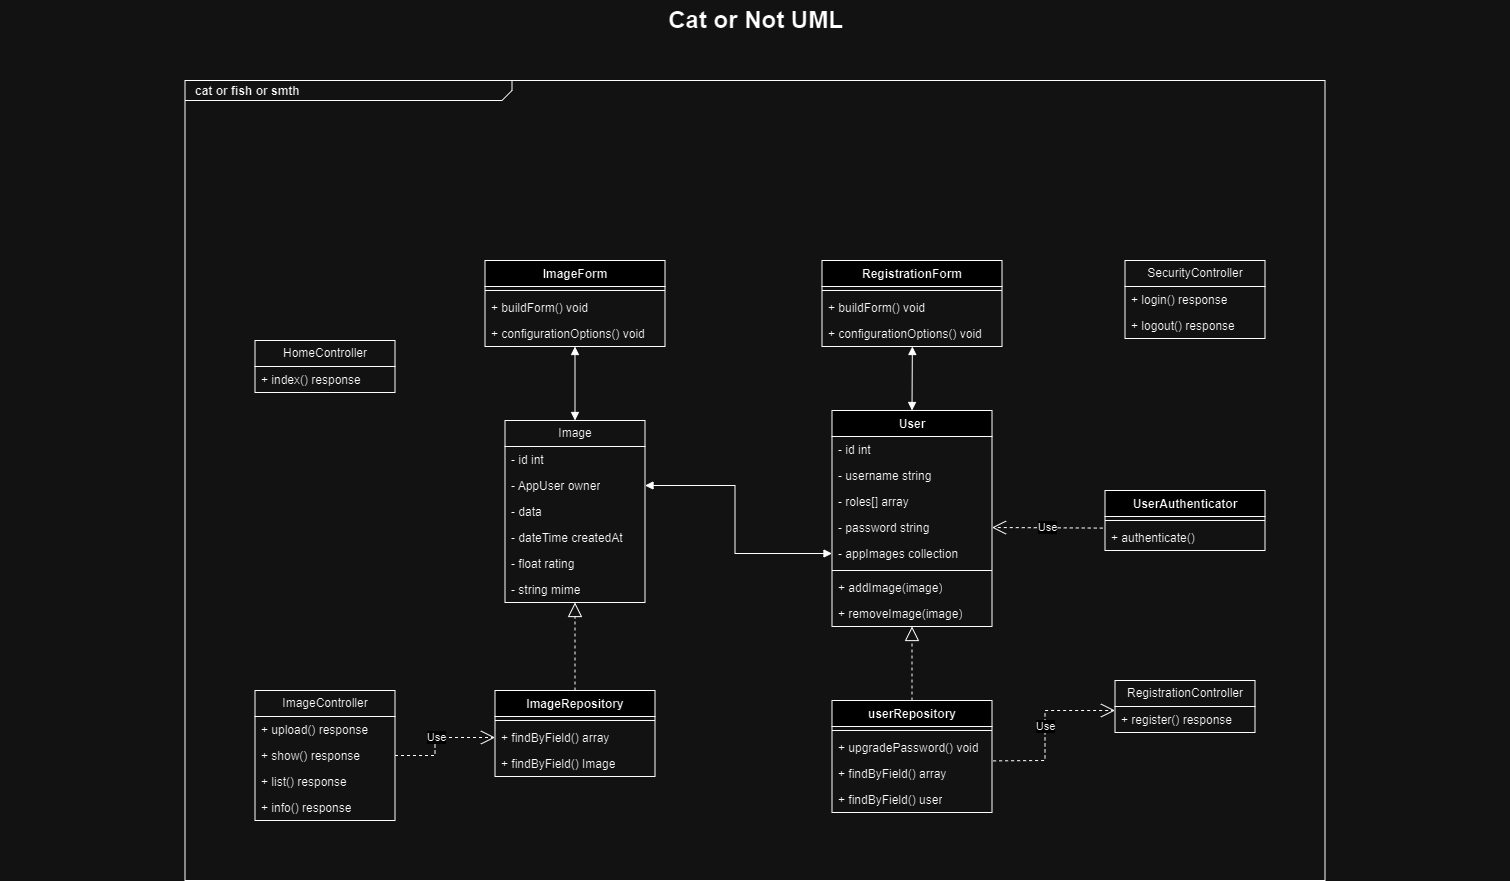 Cat or Not UML
cat or fish or smth
ImageForm
+ buildForm() void
+ configurationOptions() void
RegistrationForm
+ buildForm() void
+ configurationOptions() void
SecurityController
+ login() response
+ logout() response
HomeController
+ index() response
Image
- id int
- AppUser owner
- data
- dateTime createdAt
- float rating
- string mime
User
- id int
- username string
- roles[] array
- password string
- appImages collection
+ addImage(image)
+ removeImage(image)
Use
UserAuthenticator
+ authenticate()
ImageController
+ upload() response
+ show() response
+ list() response
+ info() response
Use
ImageRepository
+ findByField() array
+ findByField() Image
userRepository
+ upgradePassword() void
+ findByField() array
+ findByField() user
Use
RegistrationController
+ register() response